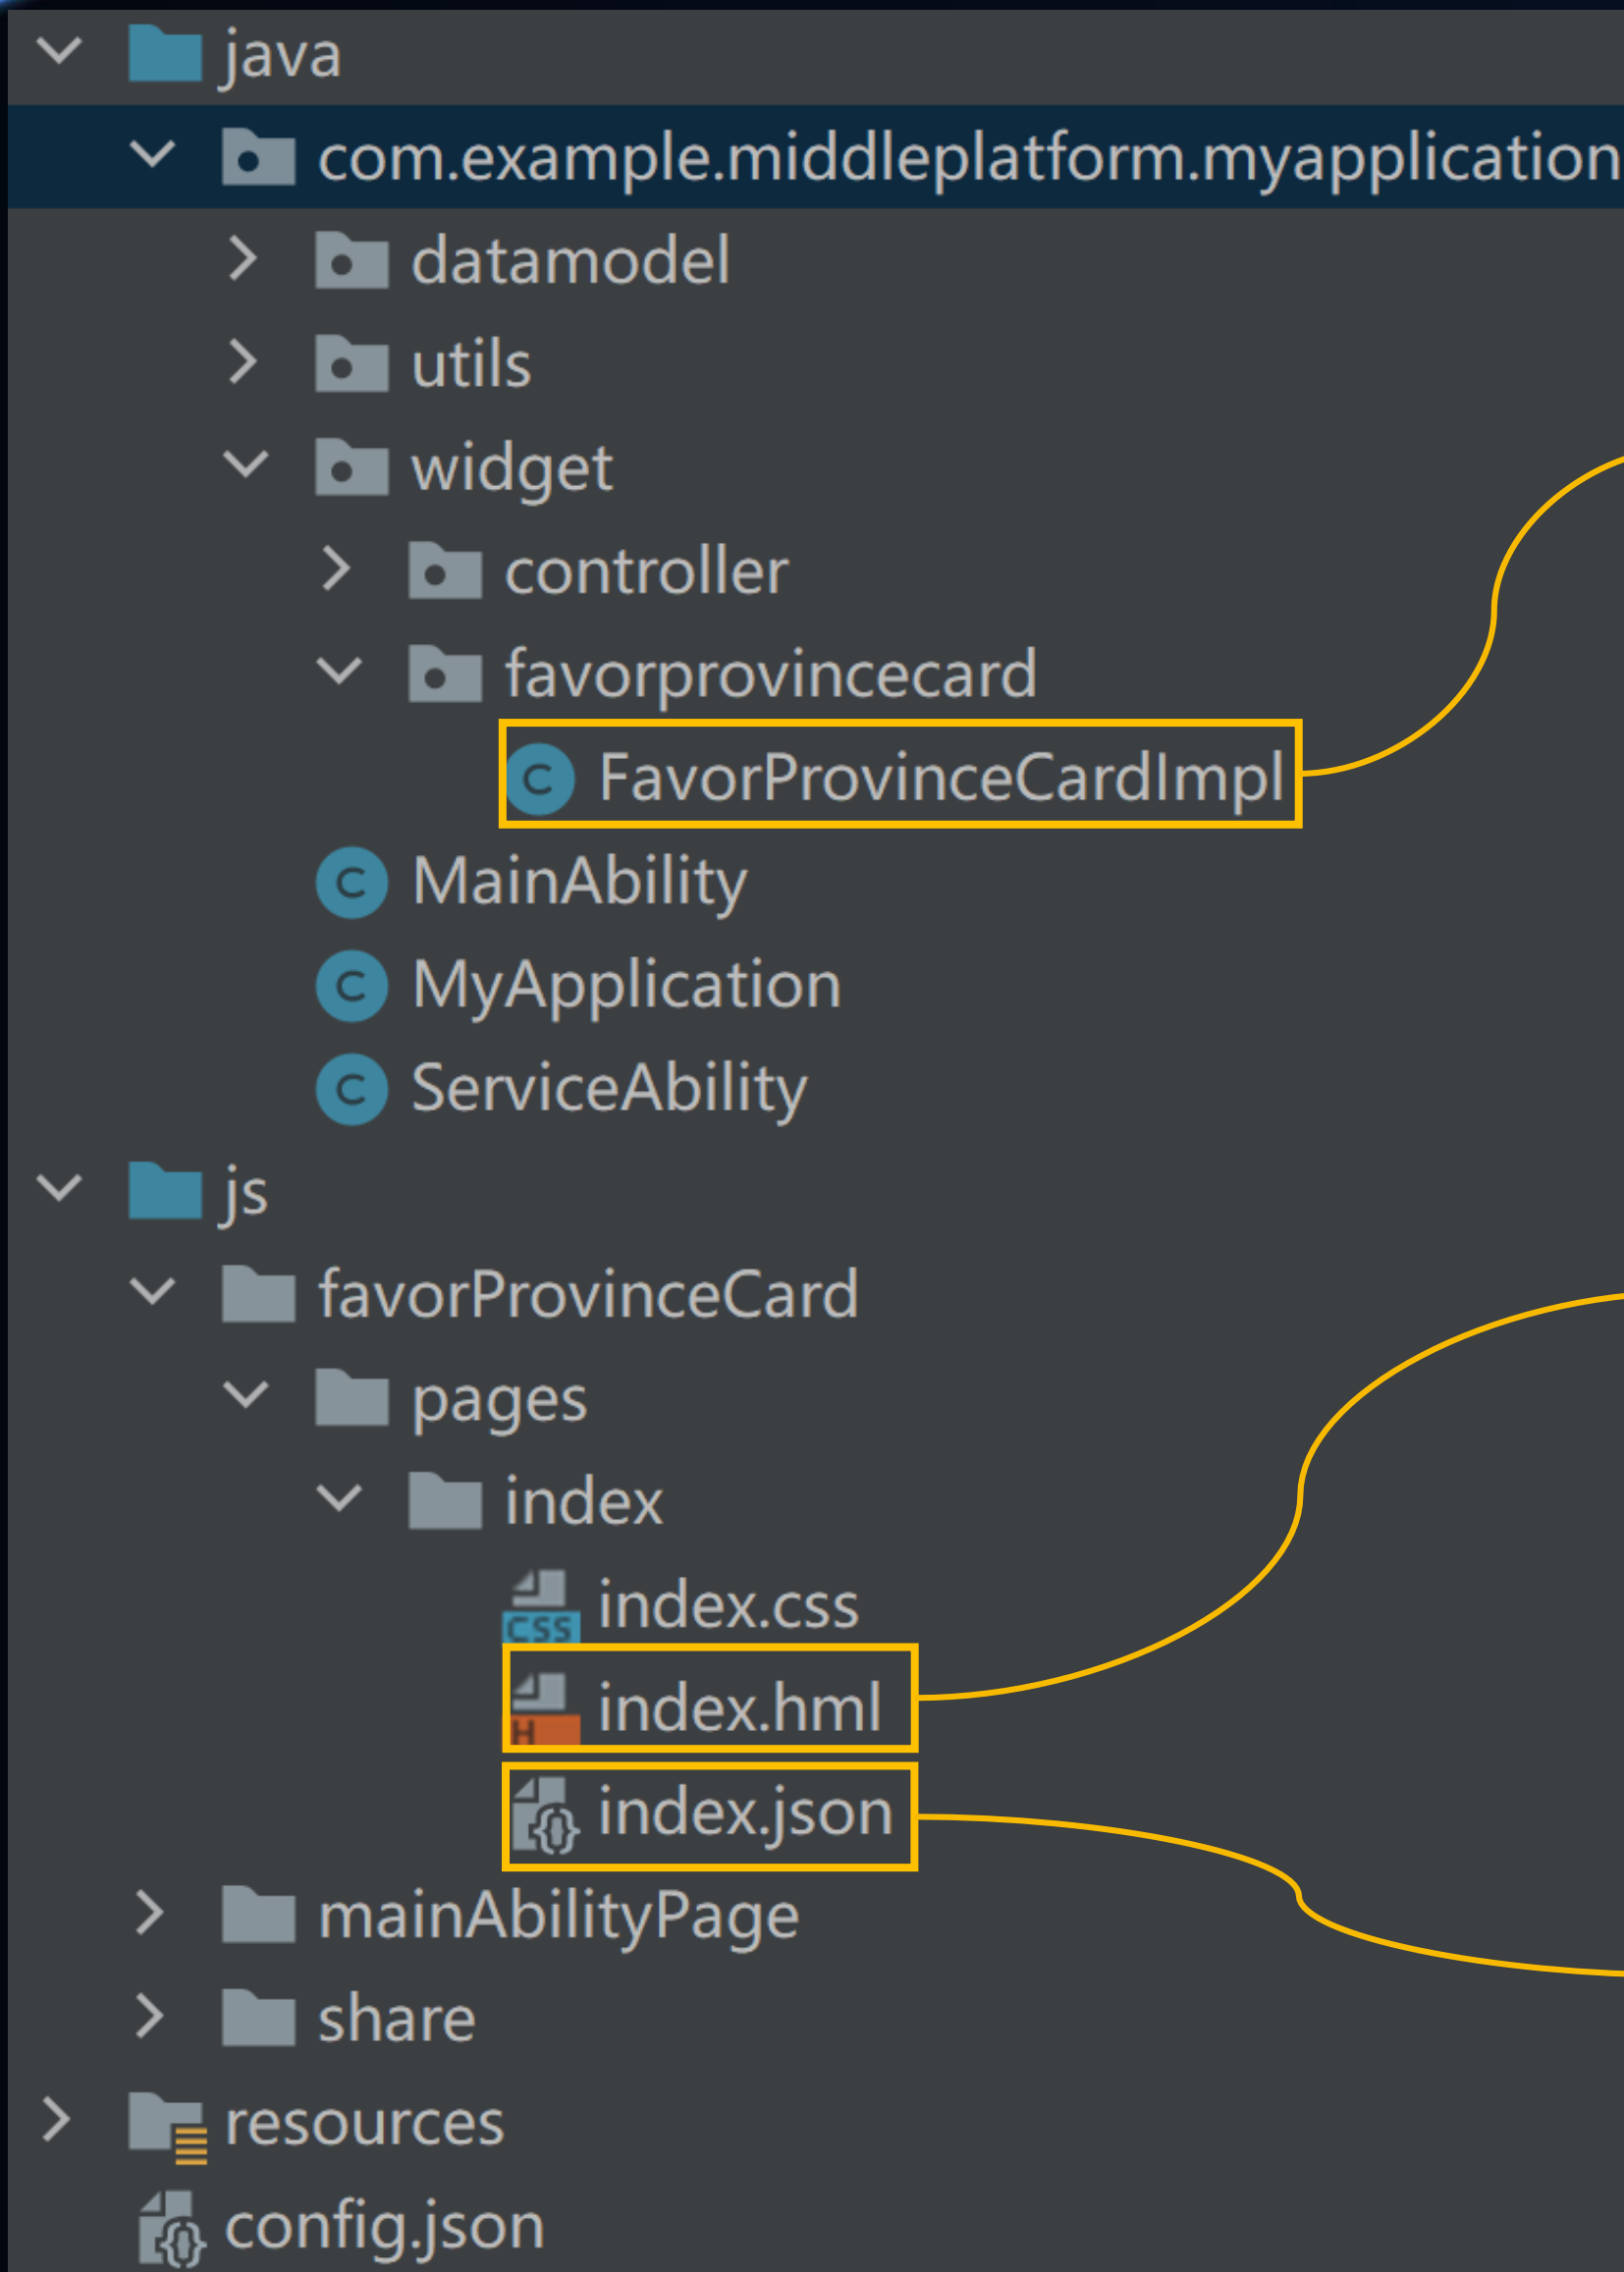 java
com.example.middleplatform.myapplication
datamodel
utils
widget
controller
favorprovincecard
C FavorProvinceCardImpl
C MainAbility
C MyApplication
C ServiceAbility
js
favorProvinceCard
pages
index
CSS index.css
H index.hml
{} index.json
mainAbilityPage
share
resources
{} config.json